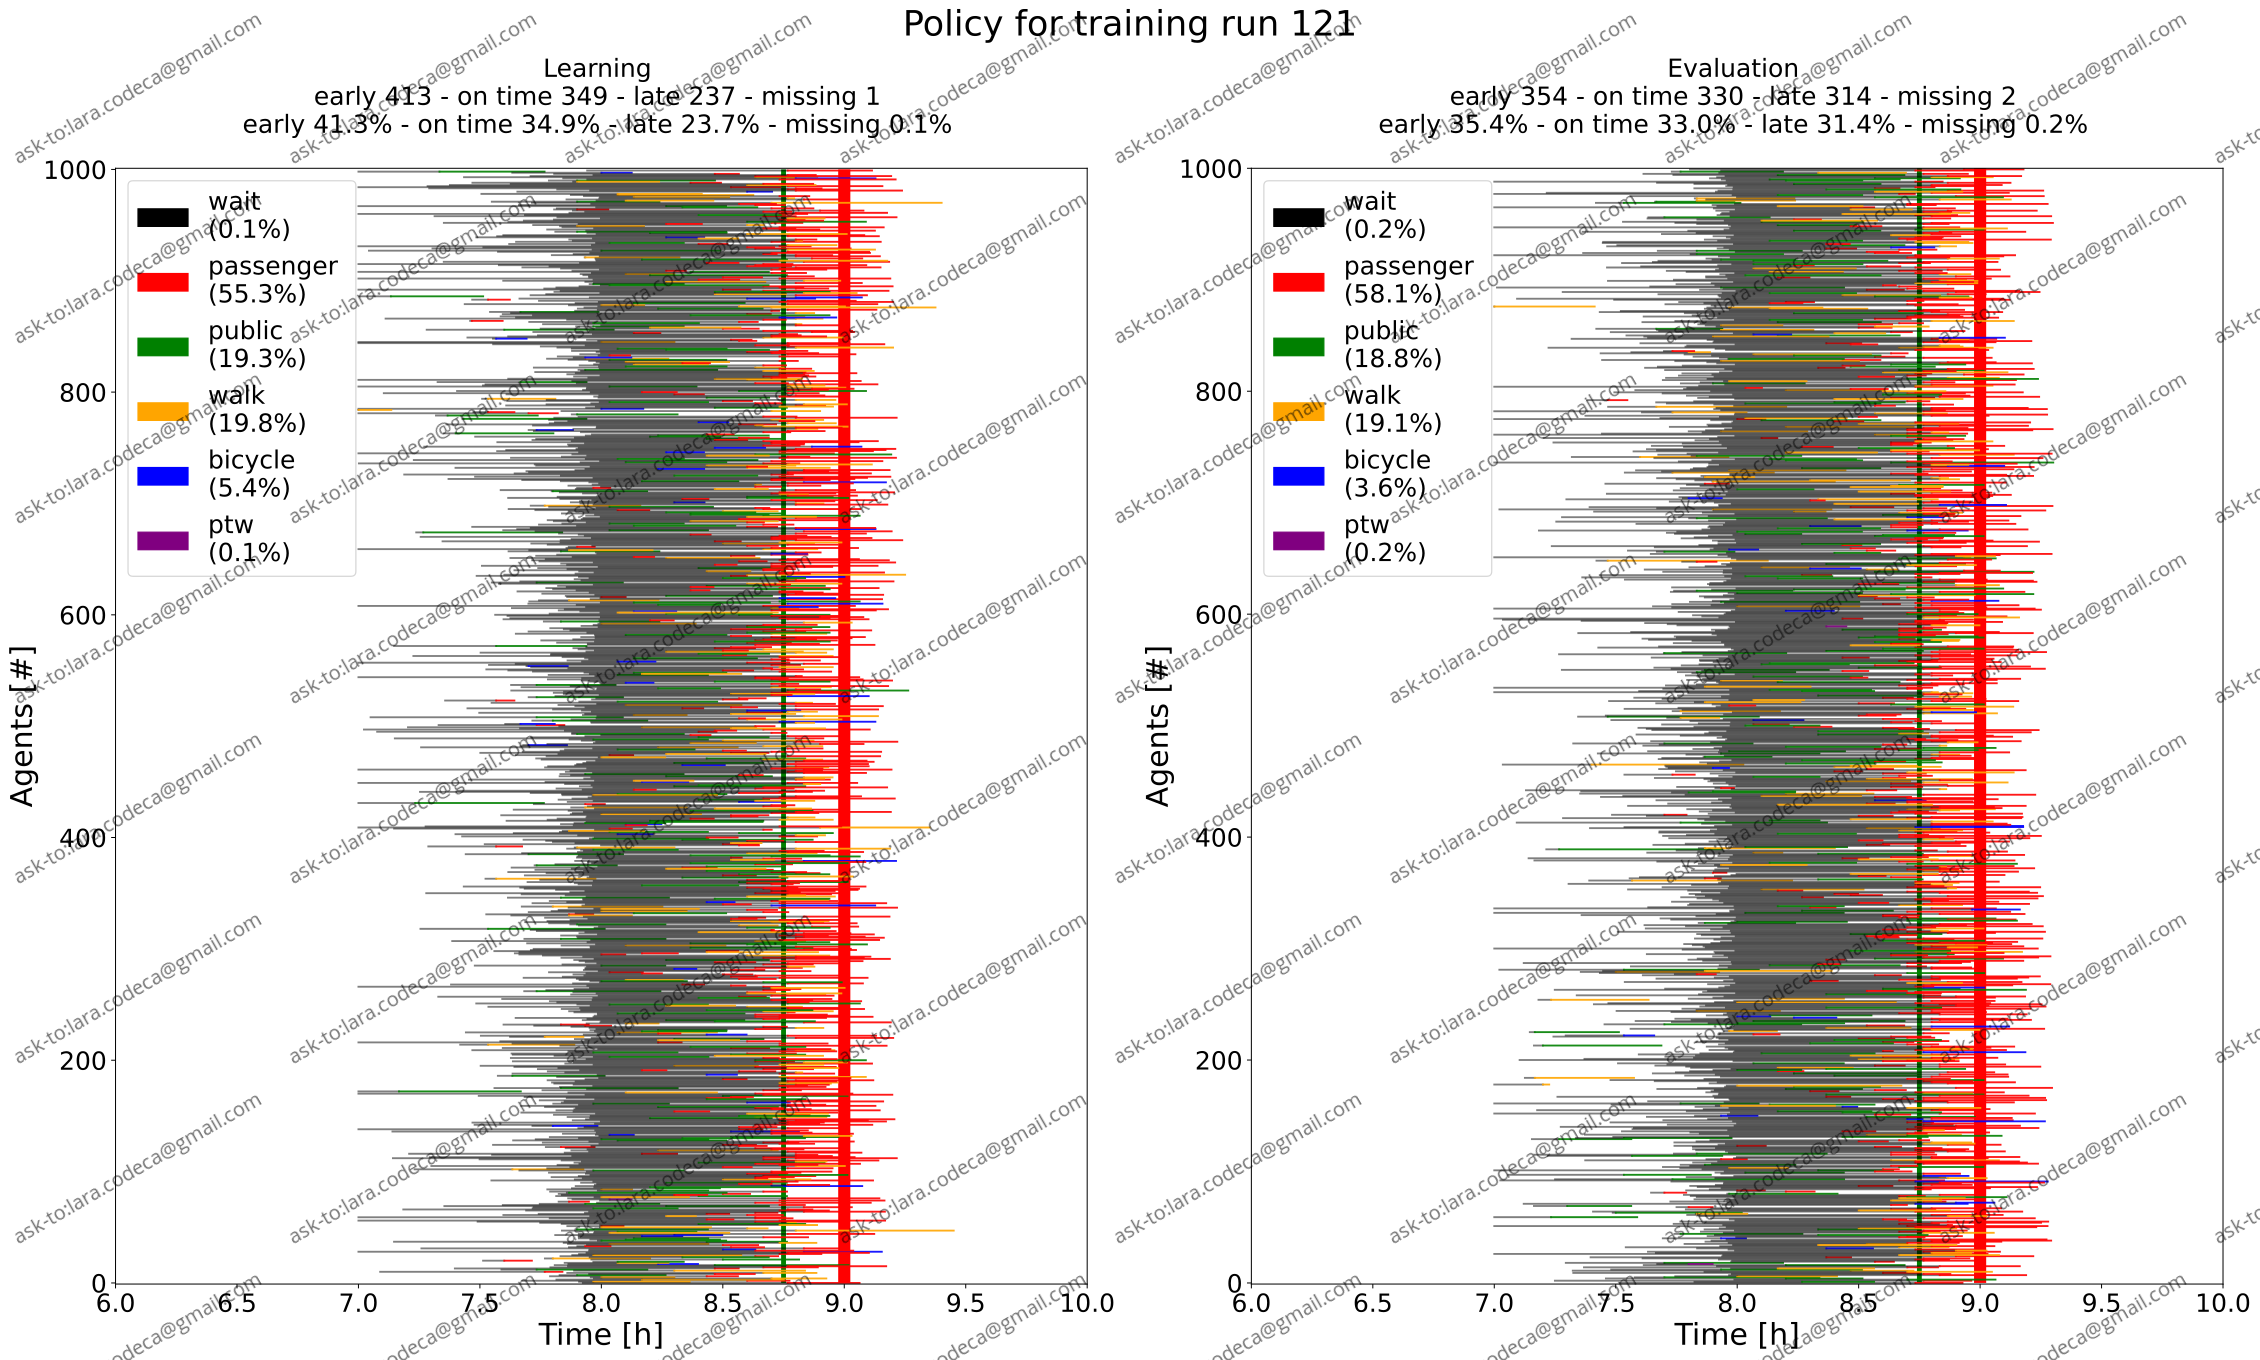 Policy for training run 121
Learning
early 413 - on time 349 - late 237 - missing 1
early 41.3% - on time 34.9% - late 23.7% - missing 0.1%
Evaluation
early 354 - on time 330 - late 314 - missing 2
early 35.4% - on time 33.0% - late 31.4% - missing 0.2%
wait
(0.1%)
passenger
(55.3%)
public
(19.3%)
walk
(19.8%)
bicycle
(5.4%)
ptw
(0.1%)
1000
800
600
400
200
0
Agents [#]
6.0 6.5 7.0 7.5 8.0 8.5 9.0 9.5 10.0
Time [h]
wait
(0.2%)
passenger
(58.1%)
public
(18.8%)
walk
(19.1%)
bicycle
(3.6%)
ptw
(0.2%)
1000
800
600
400
200
0
Agents [#]
6.0 6.5 7.0 7.5 8.0 8.5 9.0 9.5 10.0
Time [h]
ask-to:lara.codeca@gmail.com